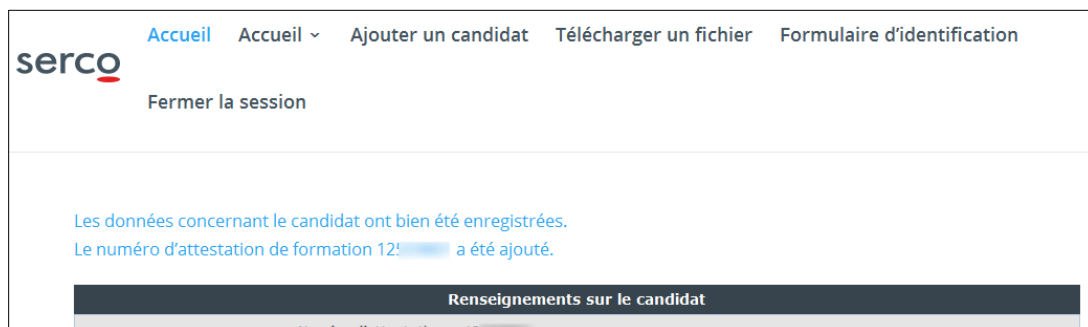 serco
Accueil Accueil Ajouter un candidat Télécharger un fichier Formulaire d'identification
Fermer la session
Les données concernant le candidat ont bien été enregistrées.
Le numéro d'attestation de formation 12 a été ajouté.
Renseignements sur le candidat